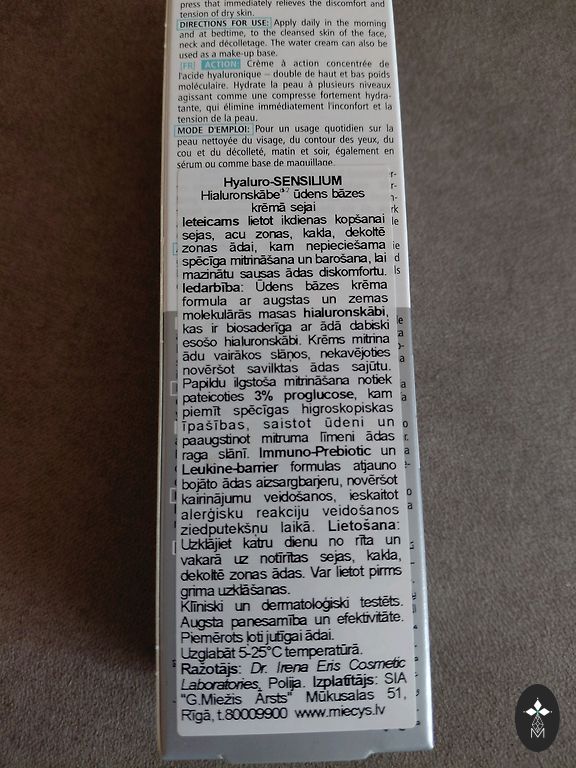 press that immediately relieves the discomfort and
tension of dry skin.
DIRECTIONS FOR USE: Apply daily in the morning
and at bedtime, to the cleansed skin of the face,
neck and décolletage. The water cream can also be
used as a make-up base.
FR ACTION: Crème à action concentrée de
l'acide hyaluronique – double de haut et bas poids
moléculaire. Hydrate la peau à plusieurs niveaux
agissant comme une compresse fortement hydra-
tante, qui élimine immédiatement l'inconfort et la
tension de la peau.
MODE D'EMPLOI: Pour un usage quotidien sur la
peau nettoyée du visage, du contour des yeux, du
cou et du décolleté, matin et soir, également en
sérum ou comme base de maquillage.
Hyaluro-SENSILIUM
Hialuronskābe ūdens bāzes
krēmā sejai
Ieteicams lietot ikdienas kopšanai
sejas, acu zonas, kakla, dekoltē
zonas ādai, kam nepieciešama
spēcīga mitrināšana un barošana, lai
mazinātu sausas ādas diskomfortu.
Iedarbība: Ūdens bāzes krēma
formula ar augstas un zemas
molekulārās masas hialuronskābi,
kas ir biosaderīga ar ādā dabiski
esošo hialuronskābi. Krēms mitrina
ādu vairākos slāņos, nekavējoties
novēršot savilktas ādas sajūtu.
Papildu ilgstoša mitrināšana notiek
pateicoties 3% proglucose, kam
piemīt spēcīgas higroskopiskas
īpašības, saistot ūdeni un
paaugstinot mitruma līmeni ādas
raga slānī. Immuno-Prebiotic un
Leukine-barrier formulas atjauno
bojāto ādas aizsargbarjeru, novēršot
kairinājumu veidošanos, ieskaitot
alerģisku reakciju veidošanos
ziedputekšņu laikā. Lietošana:
Uzklājiet katru dienu no rīta un
vakarā uz notīrītas sejas, kakla,
dekoltē zonas ādas. Var lietot pirms
grima uzklāšanas.
Klīniski un dermatoloģiski testēts.
Augsta panesamība un efektivitāte.
Piemērots ļoti jutīgai ādai.
Uzglabāt 5-25°C temperatūrā.
Ražotājs: Dr. Irena Eris Cosmetic
Laboratories, Polija. Izplatītājs: SIA
"G.Miežis Ārsts" Mūkusalas 51,
Rīgā, t.80009900 www.miecys.lv